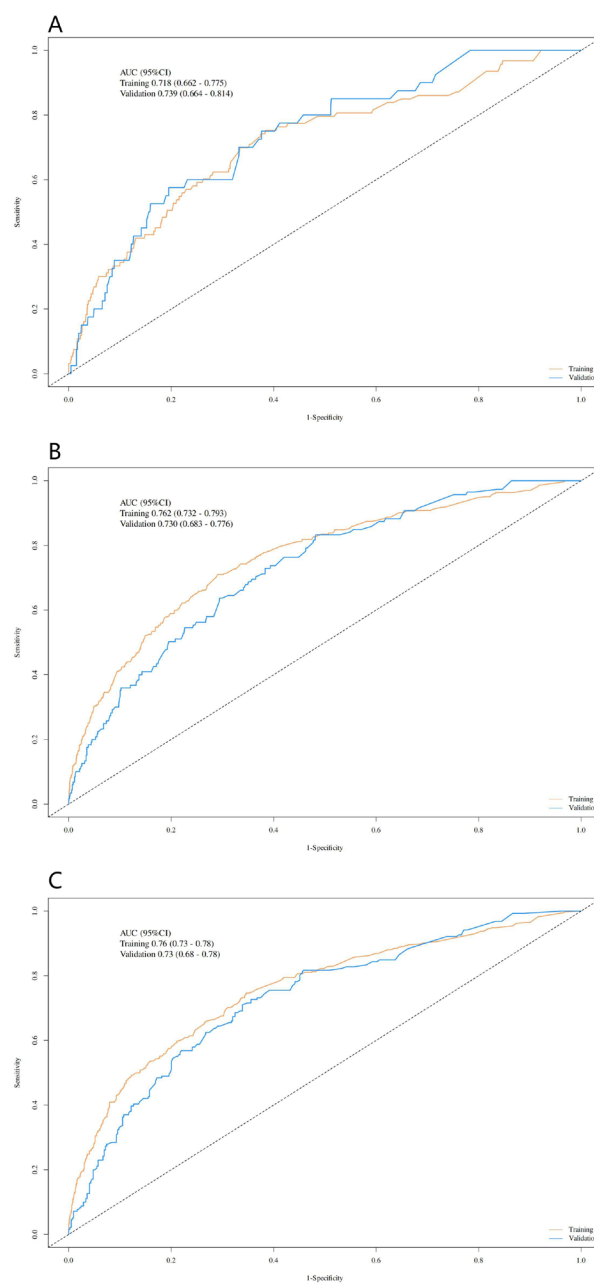 A
AUC (95%CI)
Training 0.718 (0.662 - 0.775)
Validation 0.739 (0.664 - 0.814)
Sensitivity
1.0
0.8
0.6
0.4
0.2
0.0
0.0 0.2 0.4 0.6 0.8 1.0
1-Specificity
Training
Validation
B
AUC (95%CI)
Training 0.762 (0.732 - 0.793)
Validation 0.730 (0.683 - 0.776)
Sensitivity
1.0
0.8
0.6
0.4
0.2
0.0
0.0 0.2 0.4 0.6 0.8 1.0
1-Specificity
Training
Validation
C
AUC (95%CI)
Training 0.76 (0.73 - 0.78)
Validation 0.73 (0.68 - 0.78)
Sensitivity
1.0
0.8
0.6
0.4
0.2
0.0
0.0 0.2 0.4 0.6 0.8 1.0
1-Specificity
Training
Validation